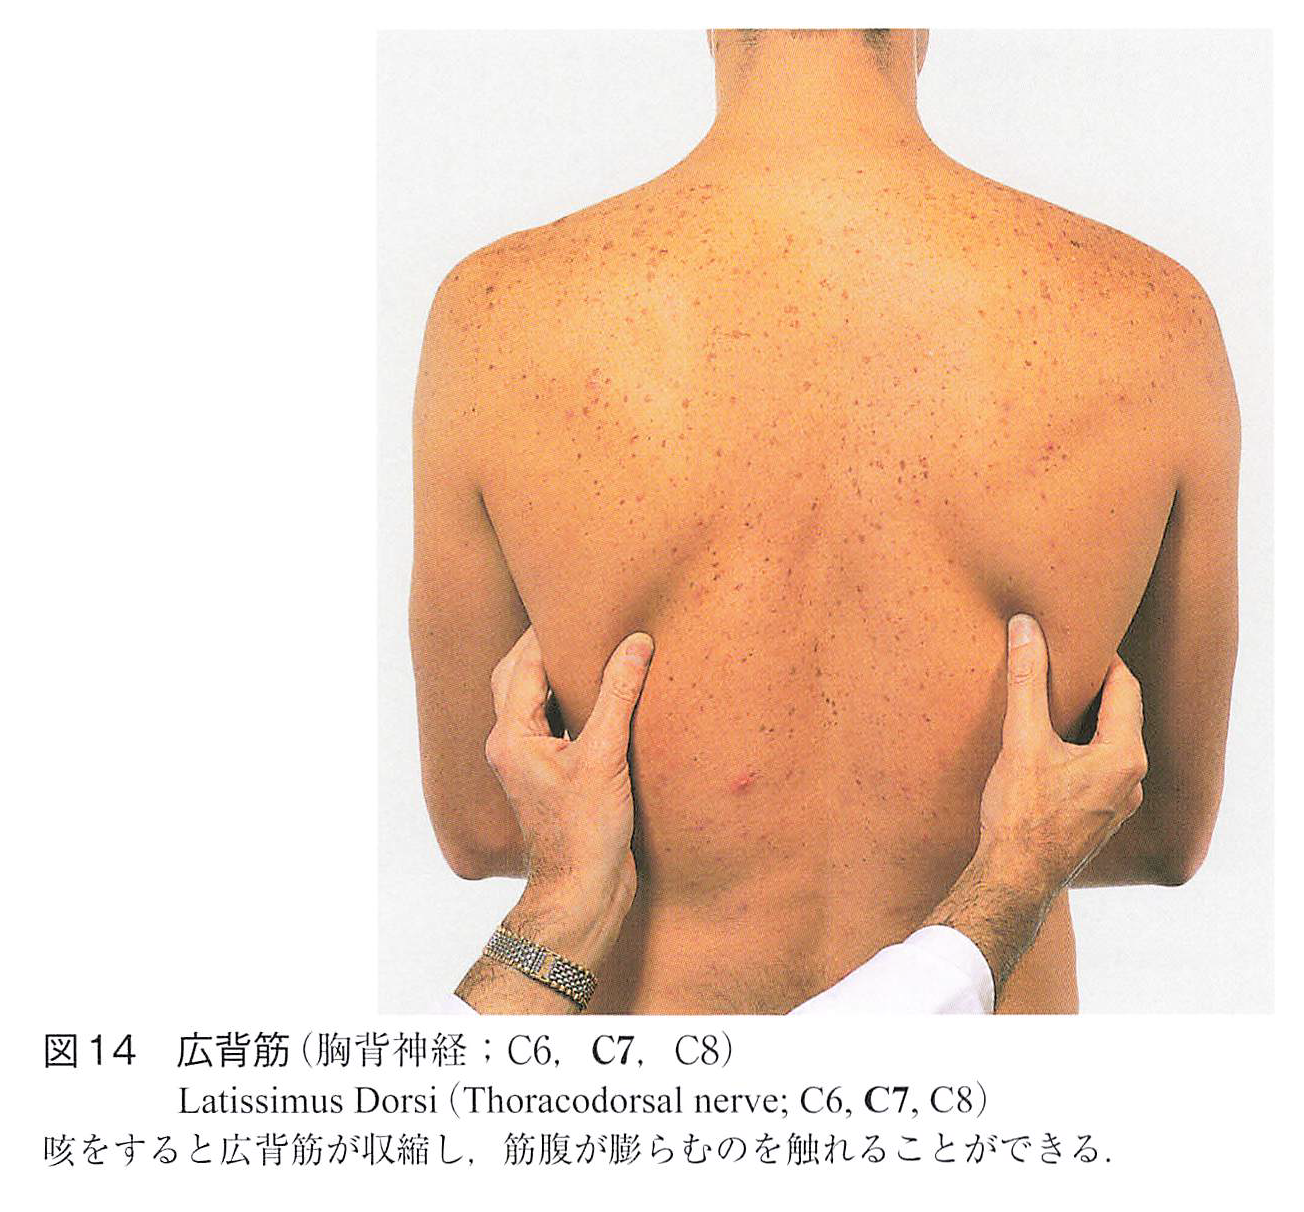 図14　広背筋（胸背神経；C6，C7，C8）
Latissimus Dorsi（Thoracodorsal nerve; C6, C7, C8）
咳をすると広背筋が収縮し，筋腹が膨らむのを触れることができる．